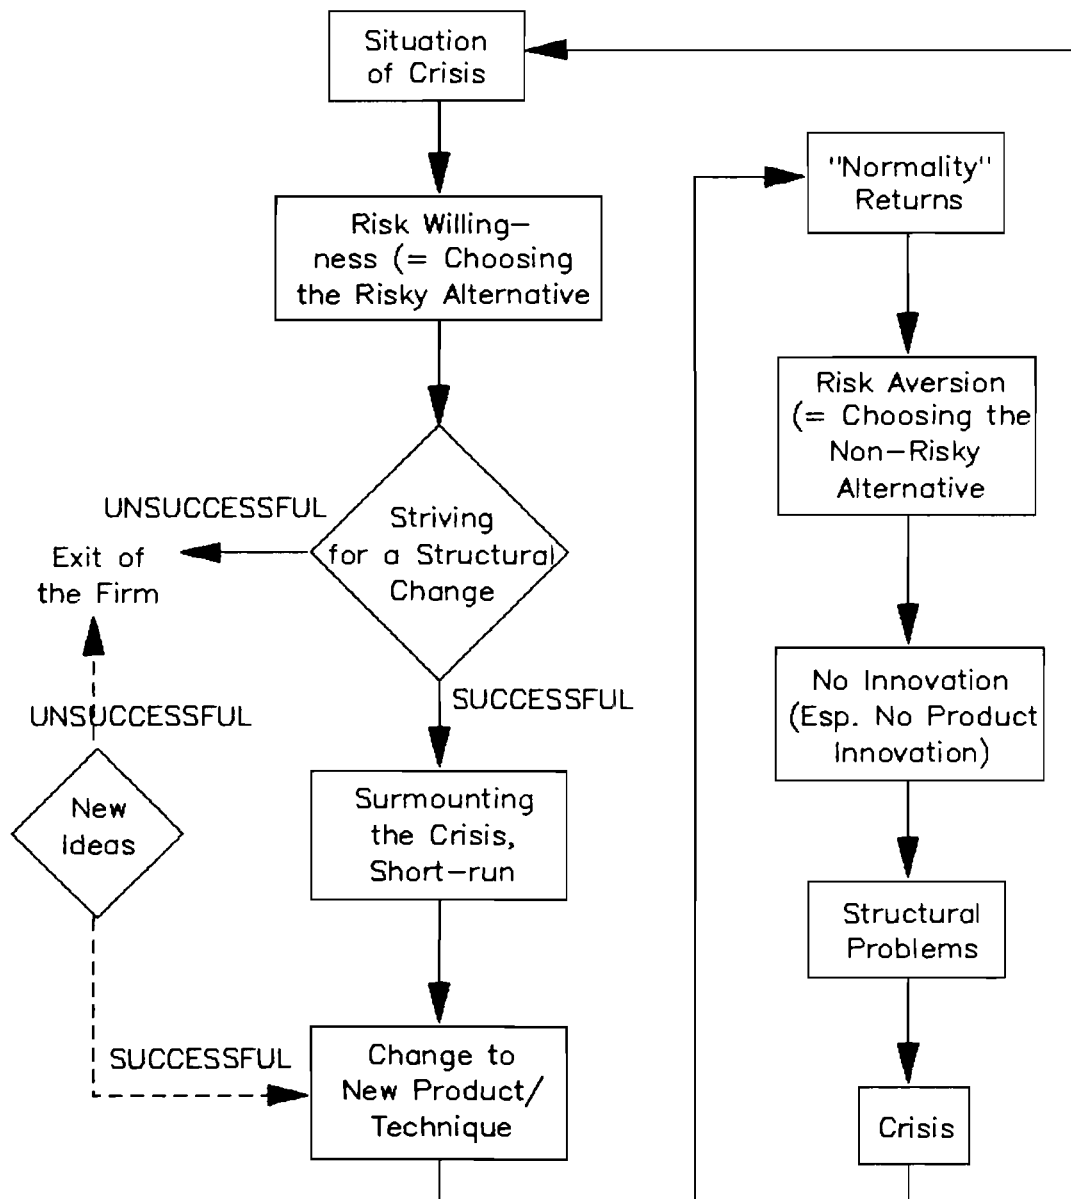 Situation
of Crisis
Risk Willing-
ness (= Choosing
the Risky Alternative
UNSUCCESSFUL
Striving
for a Structural
Change
Exit of
the Firm
SUCCESSFUL
UNSUCCESSFUL
New
Ideas
Surmounting
the Crisis,
Short-run
SUCCESSFUL
Change to
New Product/
Technique
"Normality"
Returns
Risk Aversion
(= Choosing the
Non-Risky
Alternative
No Innovation
(Esp. No Product
Innovation)
Structural
Problems
Crisis